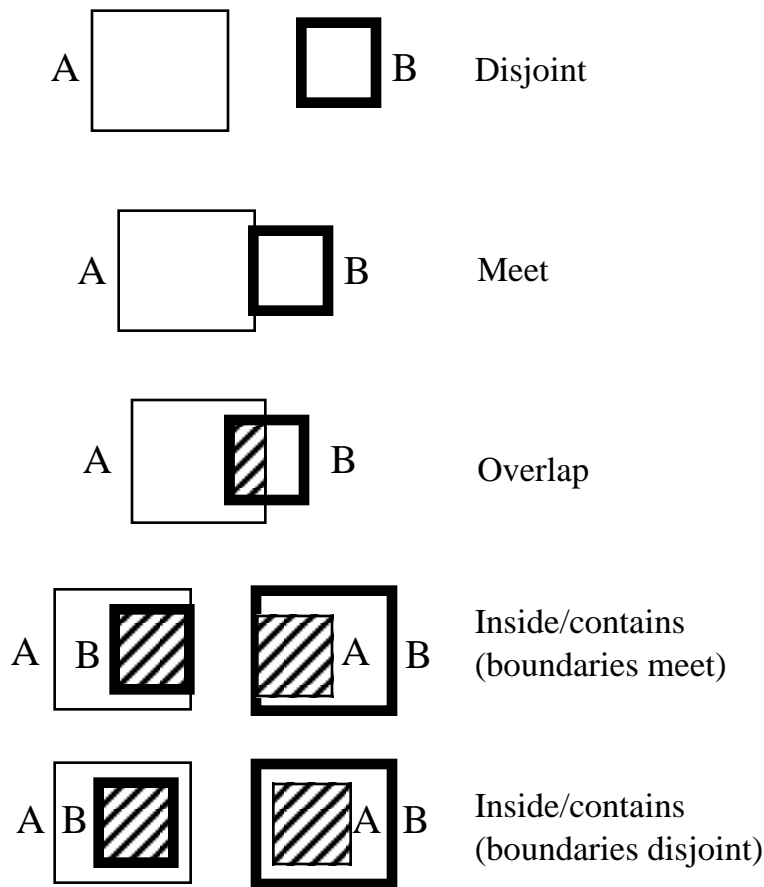 A B Disjoint
A B Meet
A B Overlap
A B A B Inside/contains
(boundaries meet)
A B A B Inside/contains
(boundaries disjoint)